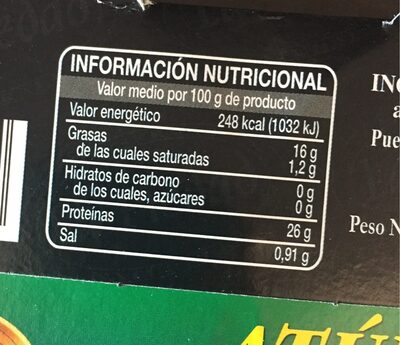 INFORMACIÓN NUTRICIONAL
Valor medio por 100 g de producto
Valor energético 248 kcal (1032 kJ)
Grasas 16 g
de las cuales saturadas 1,2 g
Hidratos de carbono 0 g
de los cuales, azúcares 0 g
Proteínas 26 g
Sal 0,91 g
Pue
Peso N